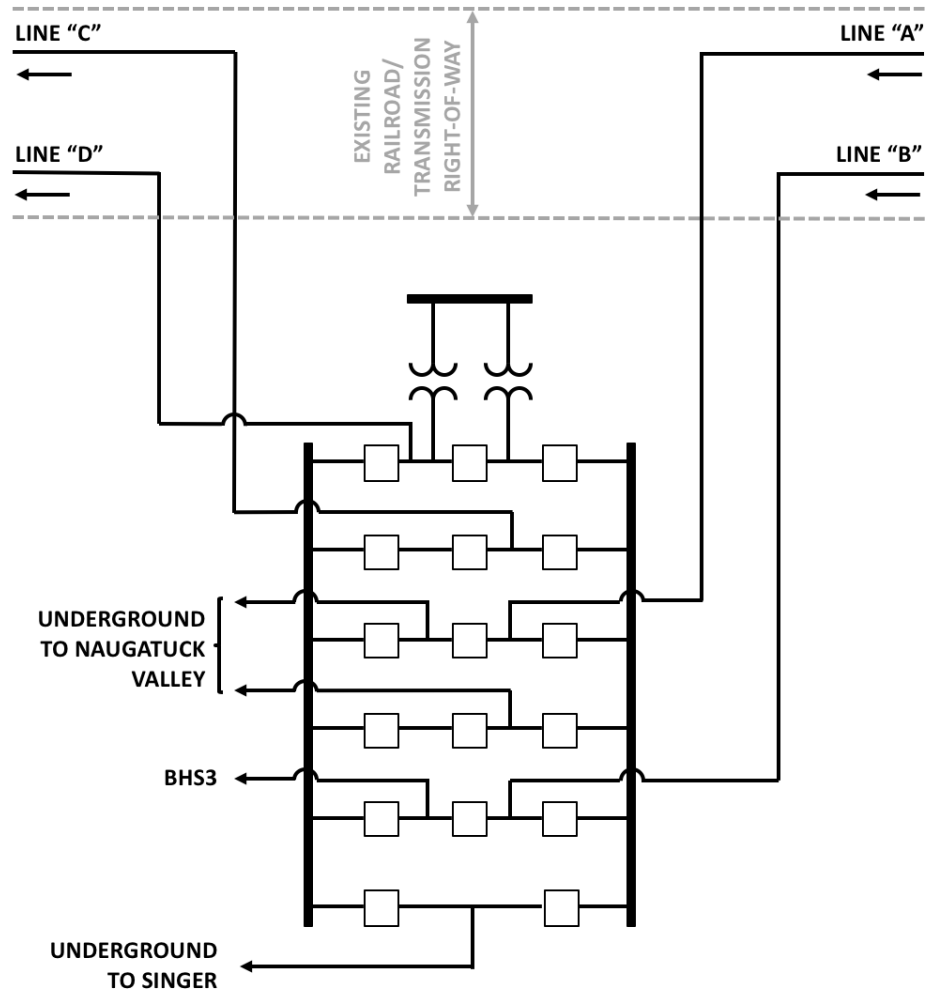 LINE “C”
LINE “A”
EXISTING
RAILROAD/
TRANSMISSION
RIGHT-OF-WAY
LINE “D”
LINE “B”
UNDERGROUND
TO NAUGATUCK
VALLEY
BHS3
UNDERGROUND
TO SINGER